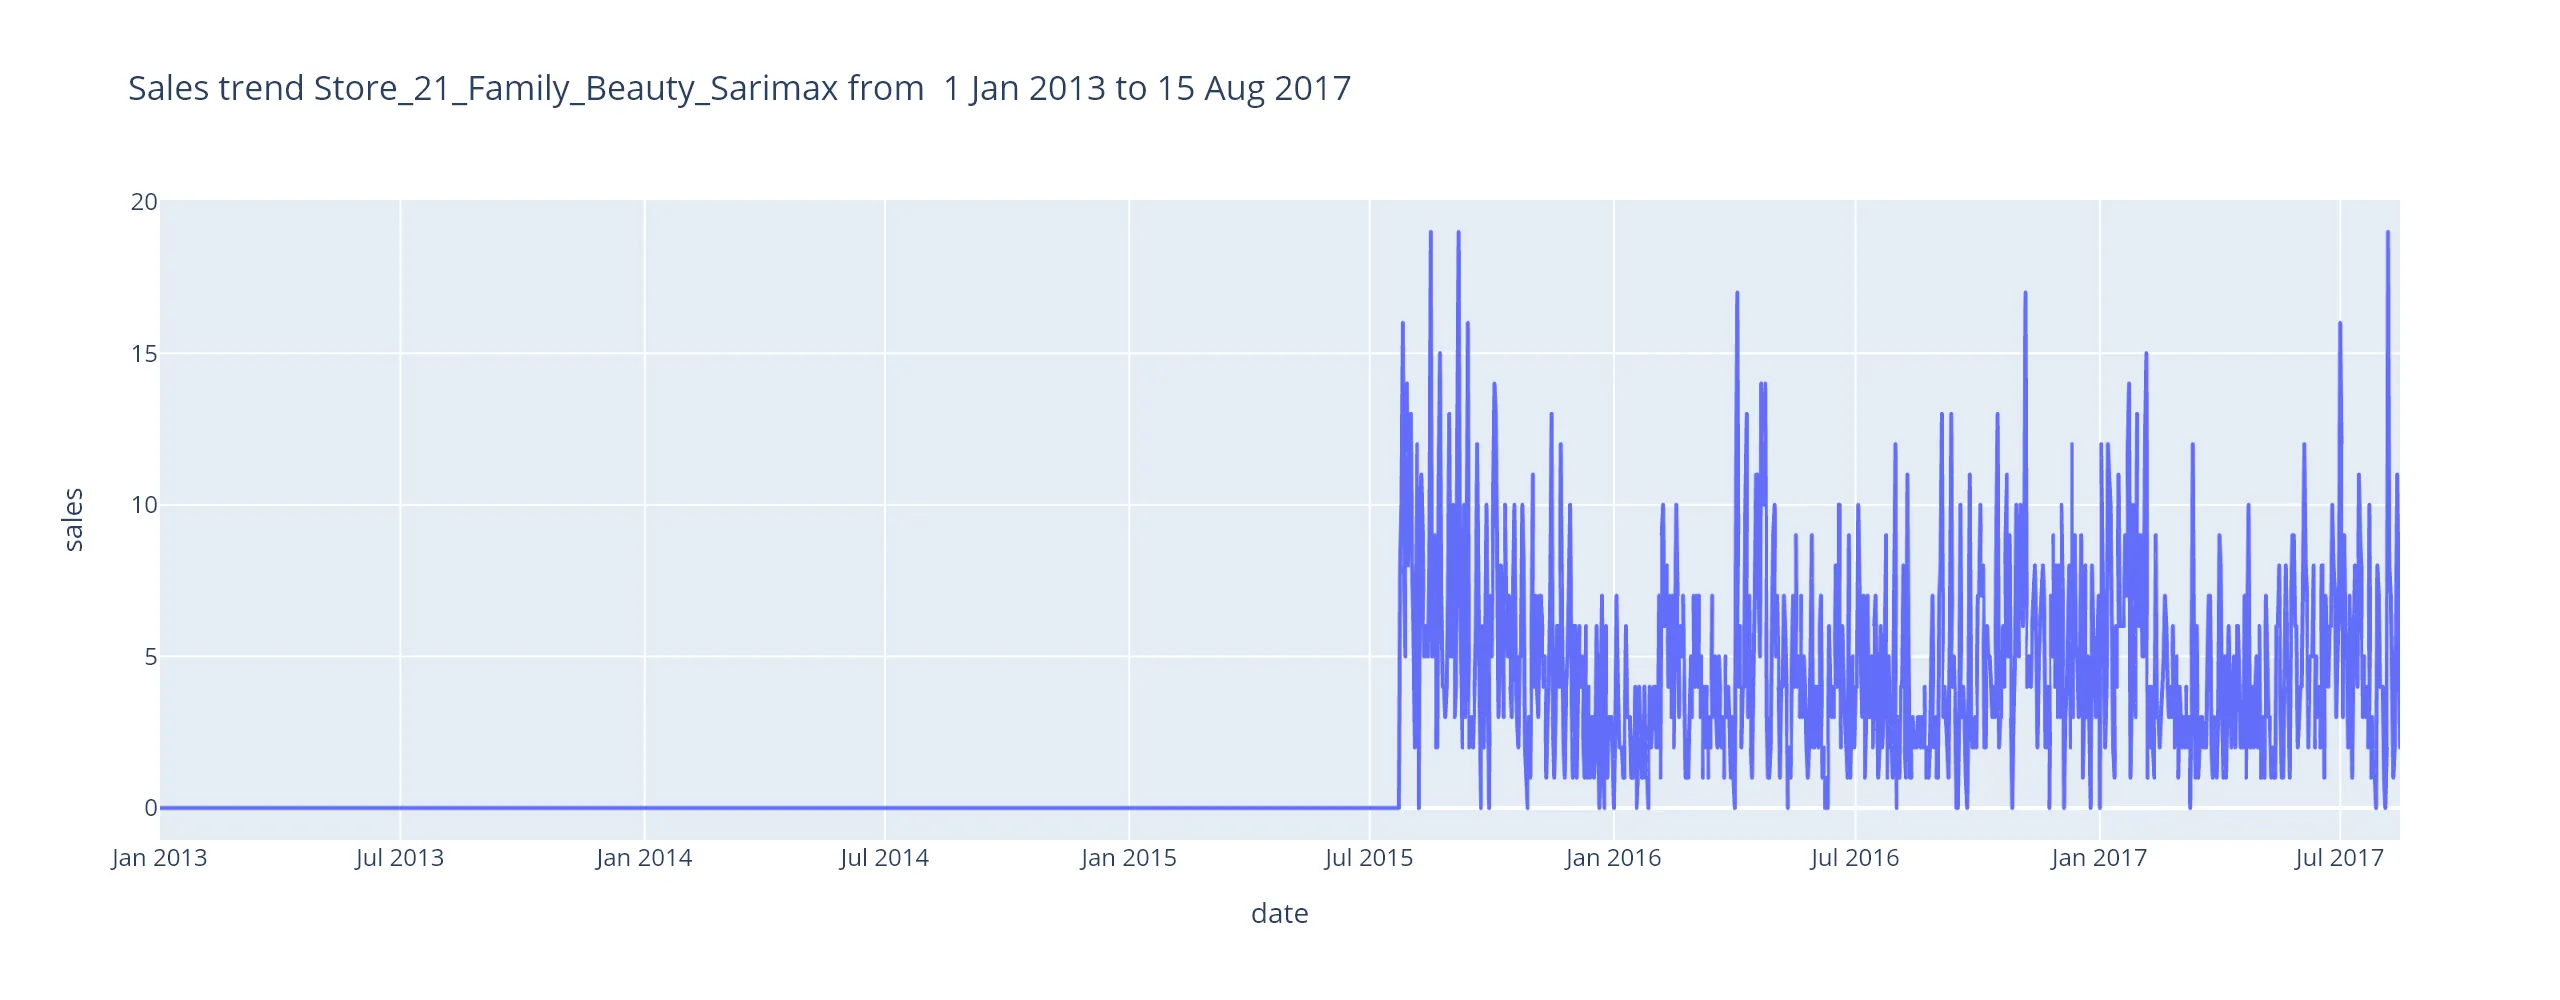 Sales trend Store_21_Family_Beauty_Sarimax from  1 Jan 2013 to 15 Aug 2017
20
15
10
5
0
sales
Jan 2013 Jul 2013 Jan 2014 Jul 2014 Jan 2015 Jul 2015 Jan 2016 Jul 2016 Jan 2017 Jul 2017
date